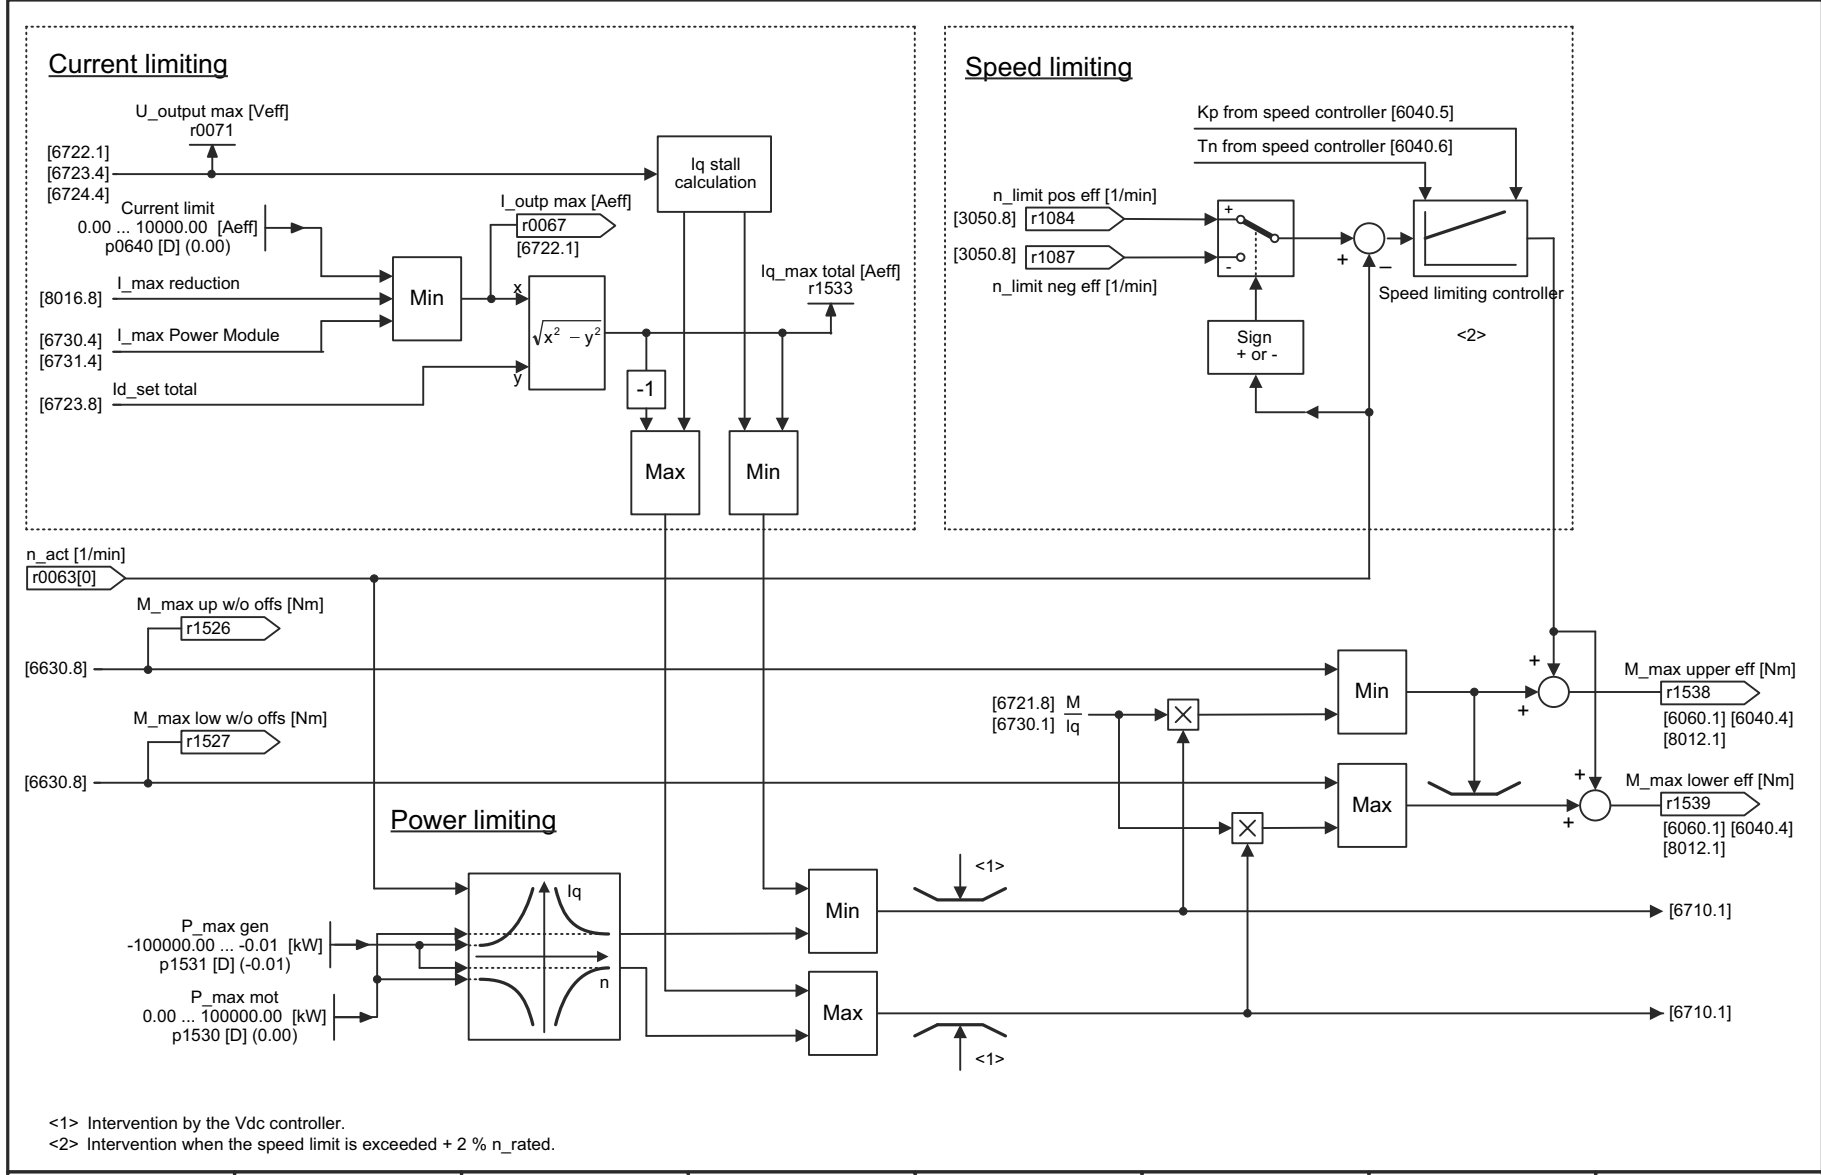 Current limiting
U_output max [Veff]
r0071
[6722.1]
[6723.4]
[6724.4]
Iq stall
calculation
Current limit
0.00 ... 10000.00 [Aeff]
p0640 [D] (0.00)
I_outp max [Aeff]
r0067
[6722.1]
[8016.8]
I_max reduction
Min
x
√x² – y²
y
Iq_max total [Aeff]
r1533
[6730.4]
[6731.4]
I_max Power Module
[6723.8]
Id_set total
-1
Max
Min
Speed limiting
Kp from speed controller [6040.5]
Tn from speed controller [6040.6]
n_limit pos eff [1/min]
[3050.8]
r1084
[3050.8]
r1087
n_limit neg eff [1/min]
+
-
+
–
Speed limiting controller
<2>
Sign
+ or -
n_act [1/min]
r0063[0]
M_max up w/o offs [Nm]
r1526
[6630.8]
M_max low w/o offs [Nm]
r1527
[6630.8]
[6721.8]
[6730.1]
M
Iq
Min
Max
+
+
M_max upper eff [Nm]
r1538
[6060.1] [6040.4]
[8012.1]
+
+
M_max lower eff [Nm]
r1539
[6060.1] [6040.4]
[8012.1]
Power limiting
Iq
n
P_max gen
-100000.00 ... -0.01 [kW]
p1531 [D] (-0.01)
P_max mot
0.00 ... 100000.00 [kW]
p1530 [D] (0.00)
Min
<1>
[6710.1]
Max
<1>
[6710.1]
<1> Intervention by the Vdc controller.
<2> Intervention when the speed limit is exceeded + 2 % n_rated.